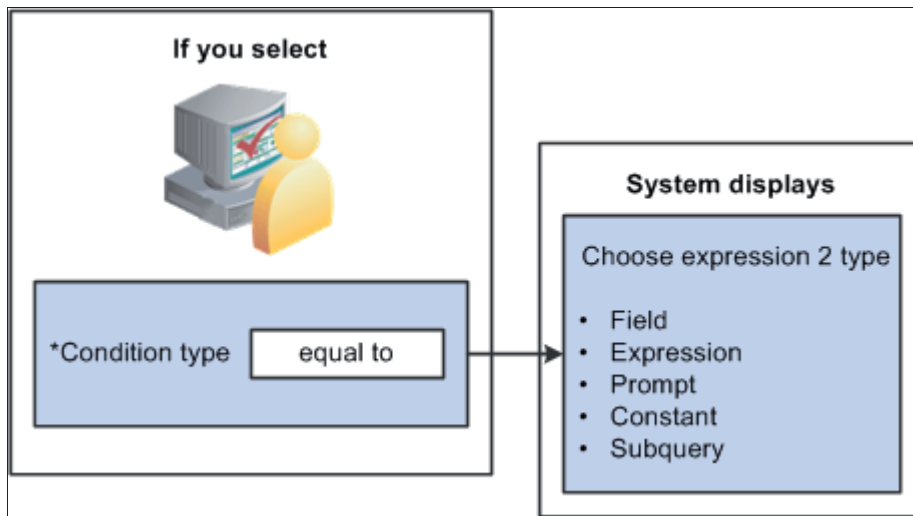 If you select
*Condition type
equal to
System displays
Choose expression 2 type
• Field
• Expression
• Prompt
• Constant
• Subquery